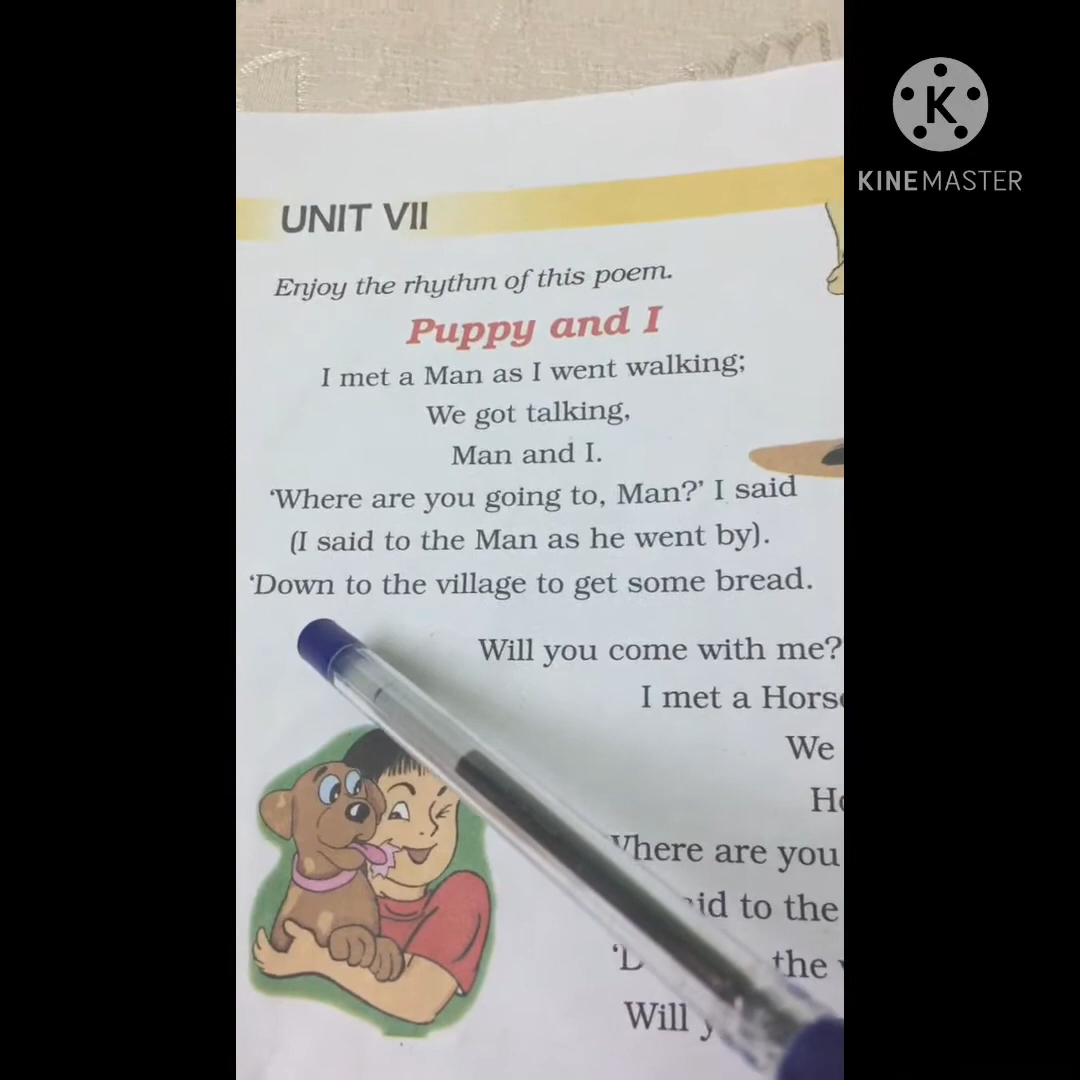 K
KINEMASTER
UNIT VII
Enjoy the rhythm of this poem.
Puppy and I
I met a Man as I went walking;
We got talking,
Man and I.
‘Where are you going to, Man?’ I said
(I said to the Man as he went by).
‘Down to the village to get some bread.
Will you come with me?
I met a
We
are you
to the
the
Will